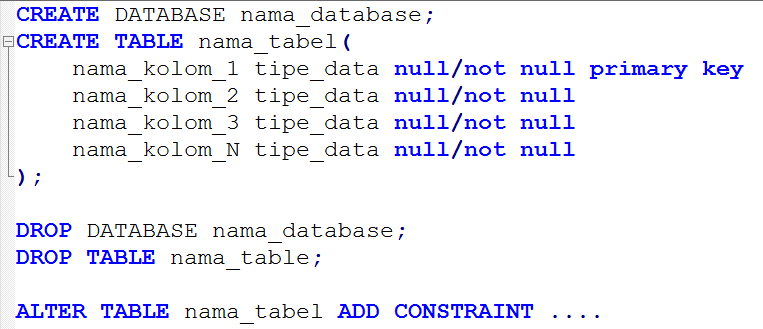 CREATE DATABASE nama_database;
CREATE TABLE nama_tabel(
nama_kolom_1 tipe_data null/not null primary key
nama_kolom_2 tipe_data null/not null
nama_kolom_3 tipe_data null/not null
nama_kolom_N tipe_data null/not null
);
DROP DATABASE nama_database;
DROP TABLE nama_table;
ALTER TABLE nama_tabel ADD CONSTRAINT ....